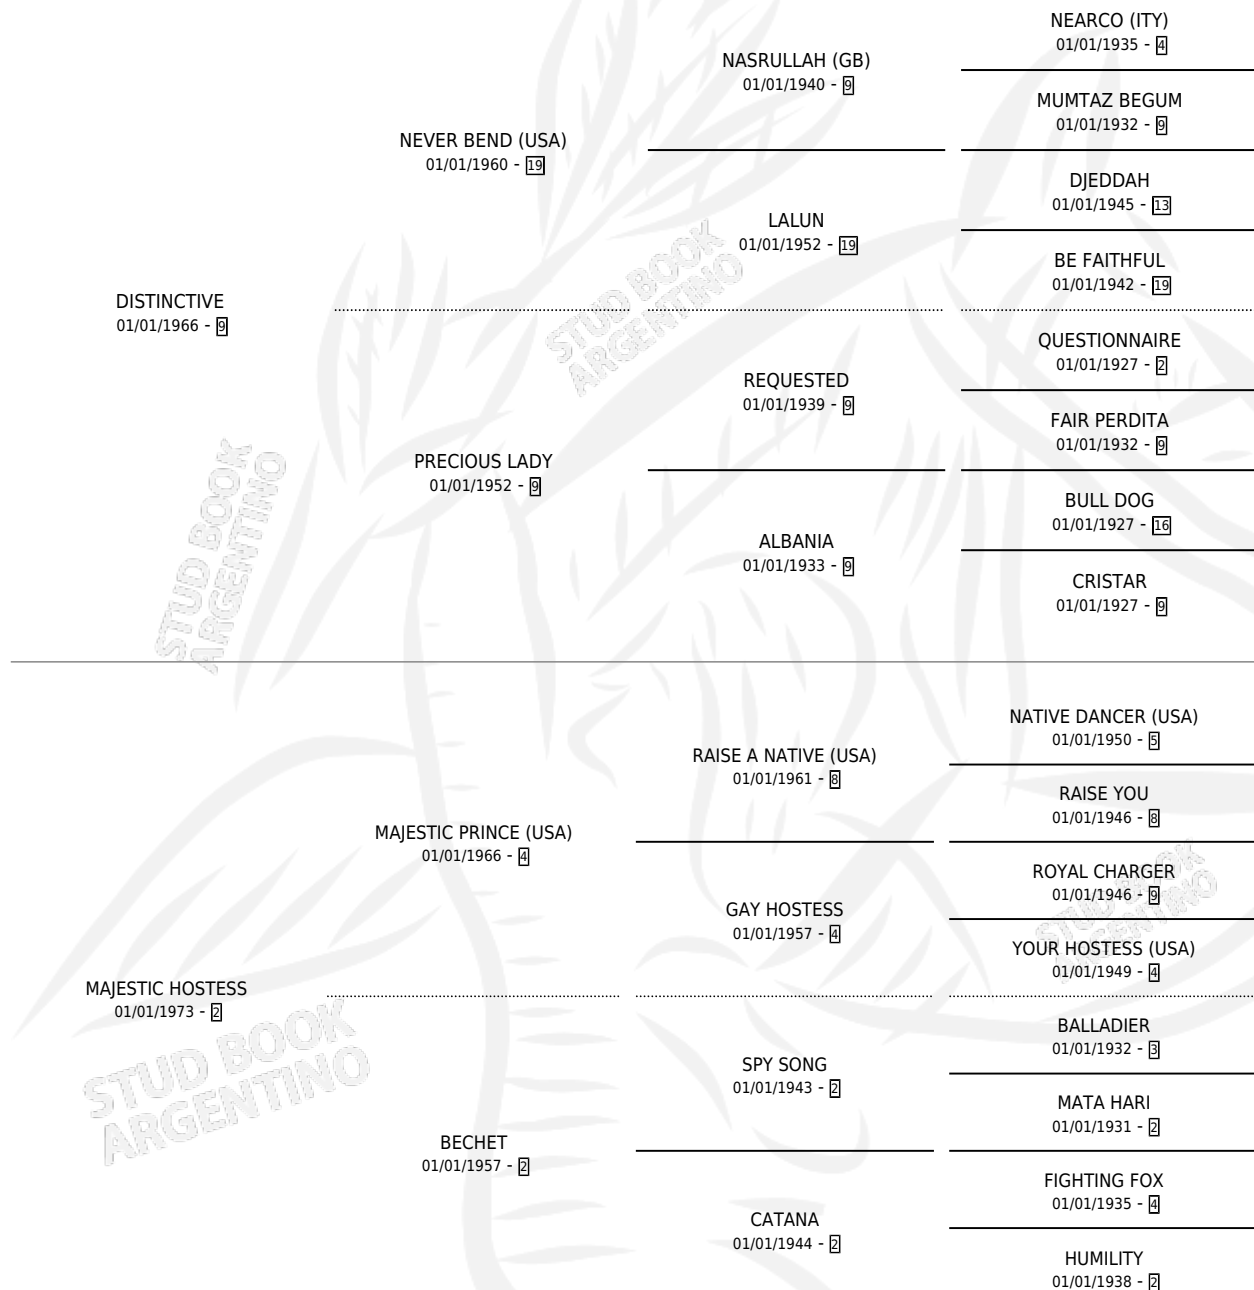 NEARCO (ITY)
01/01/1935 - 4
NASRULLAH (GB)
01/01/1940 - 9
MUMTAZ BEGUM
01/01/1932 - 9
NEVER BEND (USA)
01/01/1960 - 19
DJEDDAH
01/01/1945 - 13
LALUN
01/01/1952 - 19
BE FAITHFUL
01/01/1942 - 19
DISTINCTIVE
01/01/1966 - 9
QUESTIONNAIRE
01/01/1927 - 2
REQUESTED
01/01/1939 - 9
FAIR PERDITA
01/01/1932 - 9
PRECIOUS LADY
01/01/1952 - 9
BULL DOG
01/01/1927 - 16
ALBANIA
01/01/1933 - 9
CRISTAR
01/01/1927 - 9
NATIVE DANCER (USA)
01/01/1950 - 5
RAISE A NATIVE (USA)
01/01/1961 - 8
RAISE YOU
01/01/1946 - 8
MAJESTIC PRINCE (USA)
01/01/1966 - 4
ROYAL CHARGER
01/01/1946 - 9
GAY HOSTESS
01/01/1957 - 4
YOUR HOSTESS (USA)
01/01/1949 - 4
MAJESTIC HOSTESS
01/01/1973 - 2
BALLADIER
01/01/1932 - 3
SPY SONG
01/01/1943 - 2
MATA HARI
01/01/1931 - 2
BECHET
01/01/1957 - 2
FIGHTING FOX
01/01/1935 - 4
CATANA
01/01/1944 - 2
HUMILITY
01/01/1938 - 2
STUD BOOK
ARGENTINO
STUD BOOK
ARGENTINO
STUD BOOK
ARGENTINO
STUD BOOK
ARGENTINO